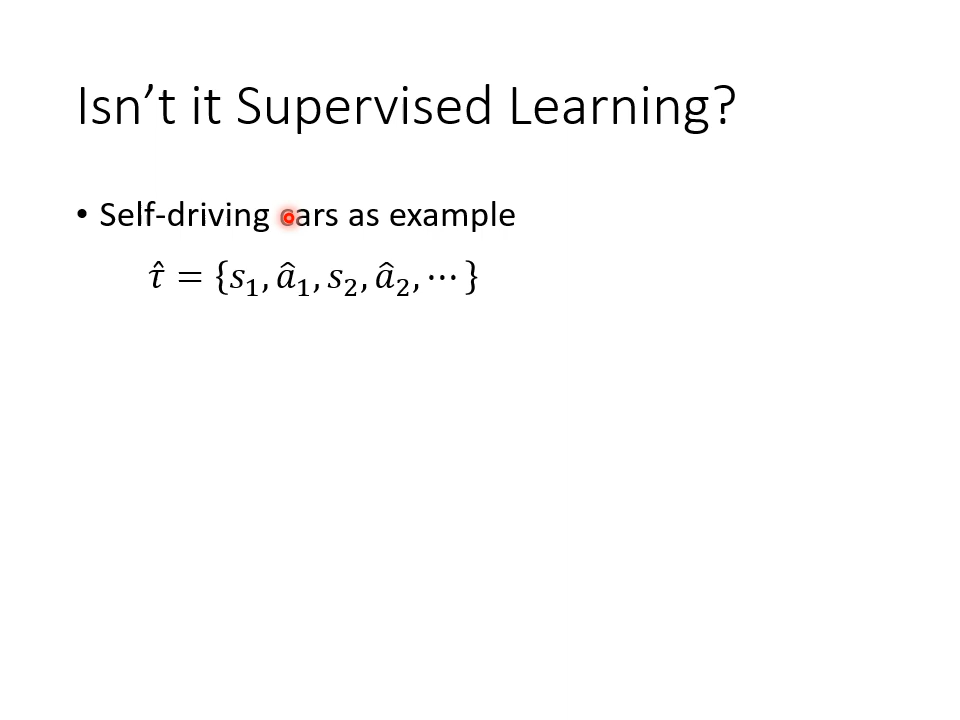 Isn’t it Supervised Learning?
• Self-driving cars as example
τ̂ = {s₁, â₁, s₂, â₂, ⋯ }